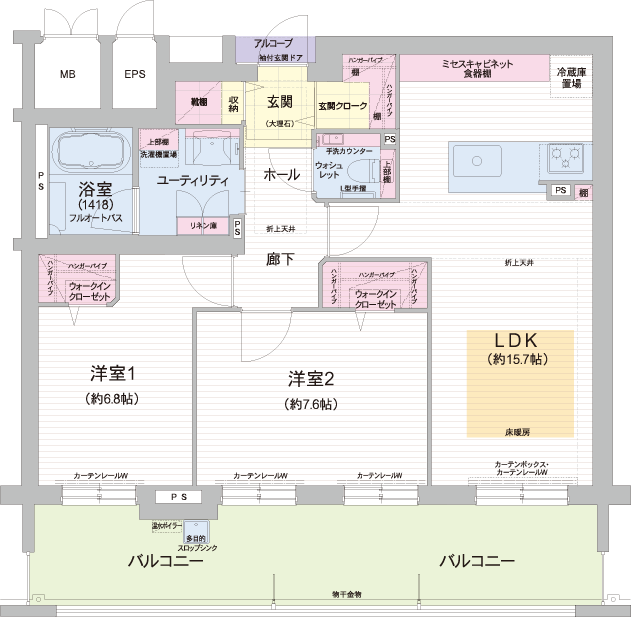 アルコープ
袖付玄関ドア
MB
EPS
靴棚
収納
玄関
(大理石)
玄関クローク
ハンガーパイプ
棚
ハンガーパイプ
棚
ミセスキャビネット
食器棚
冷蔵庫
置場
PS
上部棚
洗濯機置場
ユーティリティ
リネン庫
PS
浴室
(1418)
フルオートバス
ホール
手洗カウンター
ウォシュ
レット
上部棚
L型手摺
PS
PS
棚
折上天井
廊下
折上天井
ハンガーパイプ
ハンガーパイプ
ウォークイン
クローゼット
ハンガーパイプ
ハンガーパイプ
ハンガーパイプ
ウォークイン
クローゼット
洋室1
(約6.8帖)
洋室2
(約7.6帖)
LDK
(約15.7帖)
床暖房
カーテンレールW
カーテンレールW
カーテンレールW
カーテンボックス・
カーテンレールW
PS
温水ボイラー
多目的
スロップシンク
バルコニー
バルコニー
物干金物